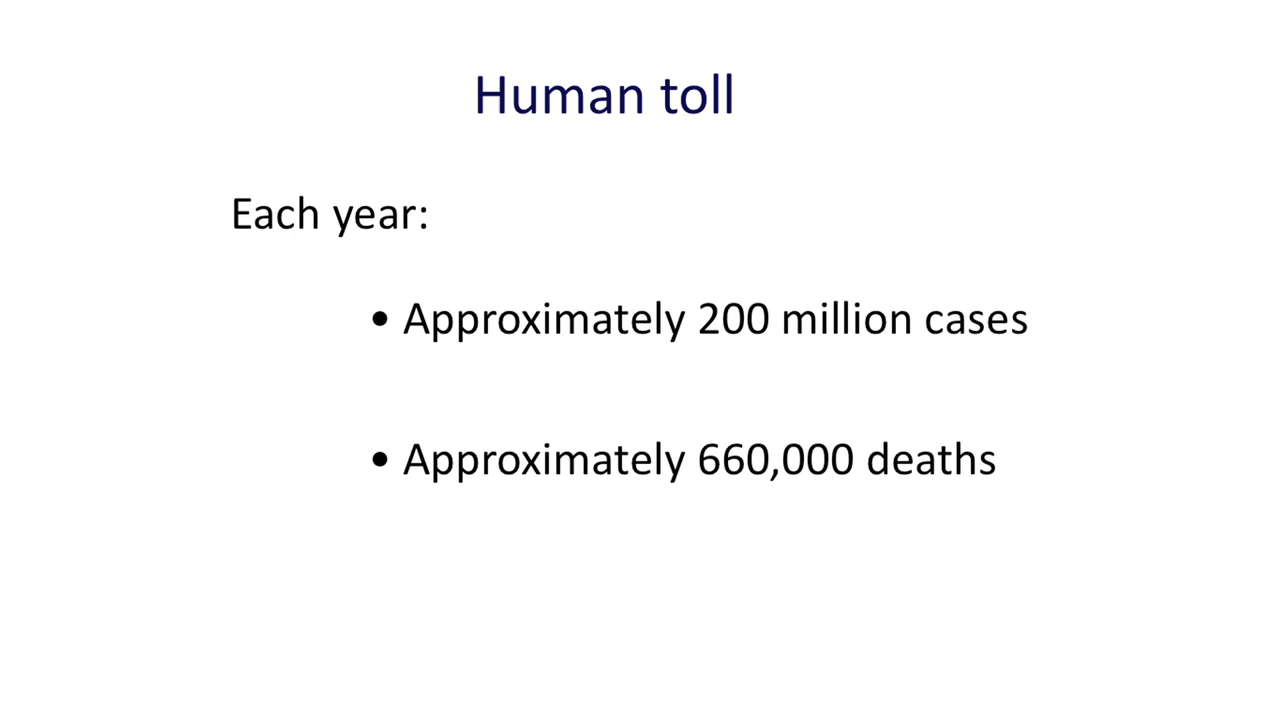 Human toll
Each year:
• Approximately 200 million cases
• Approximately 660,000 deaths